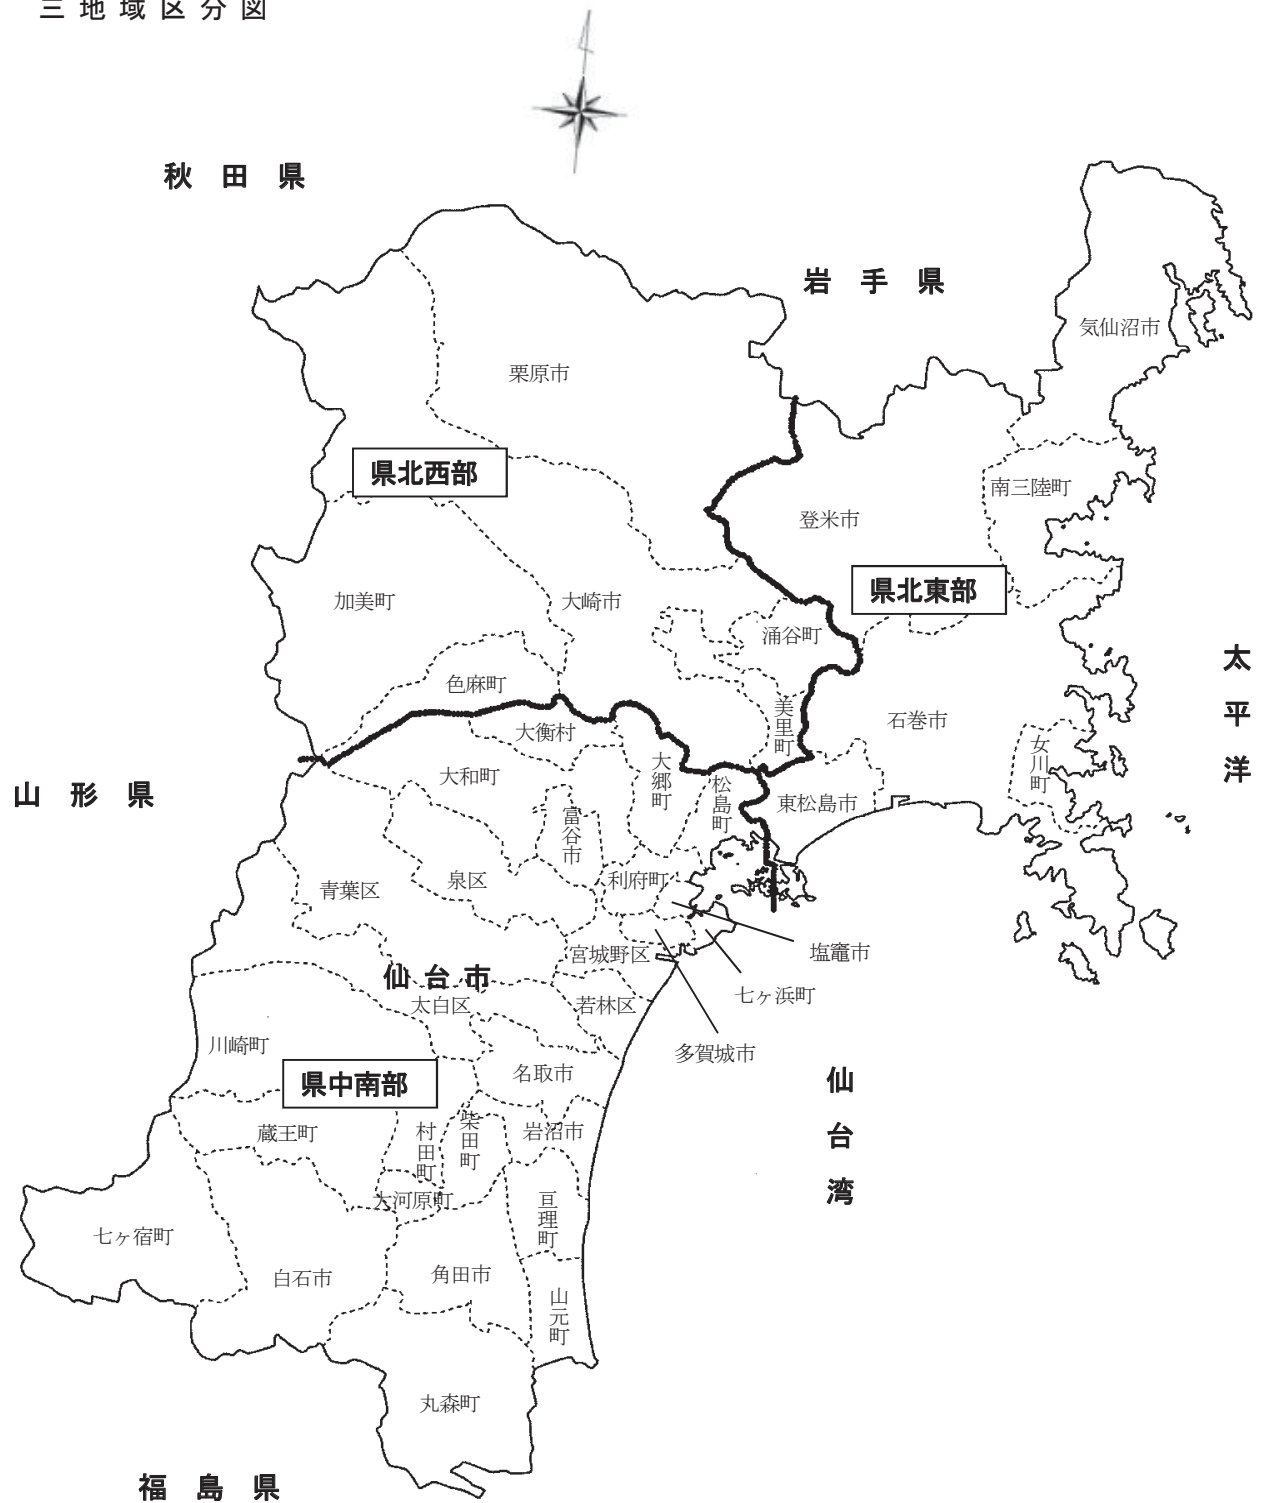 三地域区分図
秋田県
岩手県
気仙沼市
栗原市
県北西部
南三陸町
登米市
県北東部
加美町
大崎市
涌谷町
太平洋
色麻町
美里町
石巻市
大衡村
女川町
大和町
大郷町
松島町
山形県
東松島市
富谷市
青葉区
泉区
利府町
宮城野区
塩竈市
仙台市
七ヶ浜町
太白区
若林区
川崎町
多賀城市
名取市
仙台湾
県中南部
蔵王町
村田町
柴田町
岩沼市
大河原町
亘理町
七ヶ宿町
白石市
角田市
山元町
丸森町
福島県